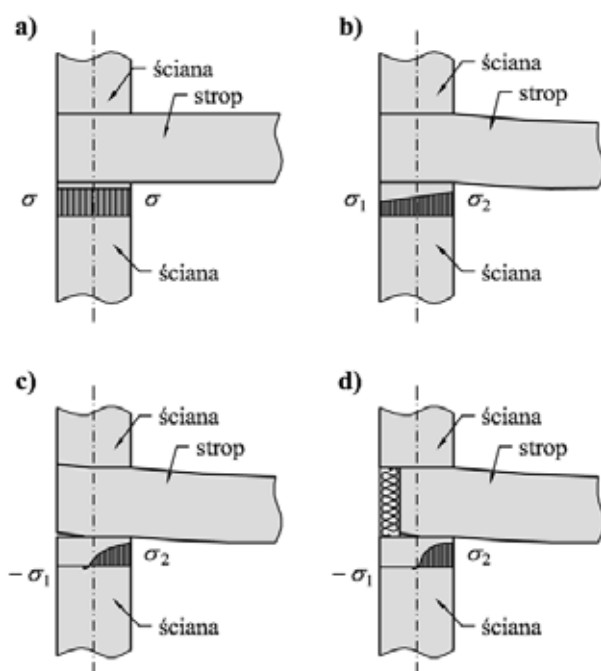 a)
ściana
strop
σ σ
ściana
b)
ściana
strop
σ₁ σ₂
ściana
c)
ściana
strop
− σ₁ σ₂
ściana
d)
ściana
strop
− σ₁ σ₂
ściana